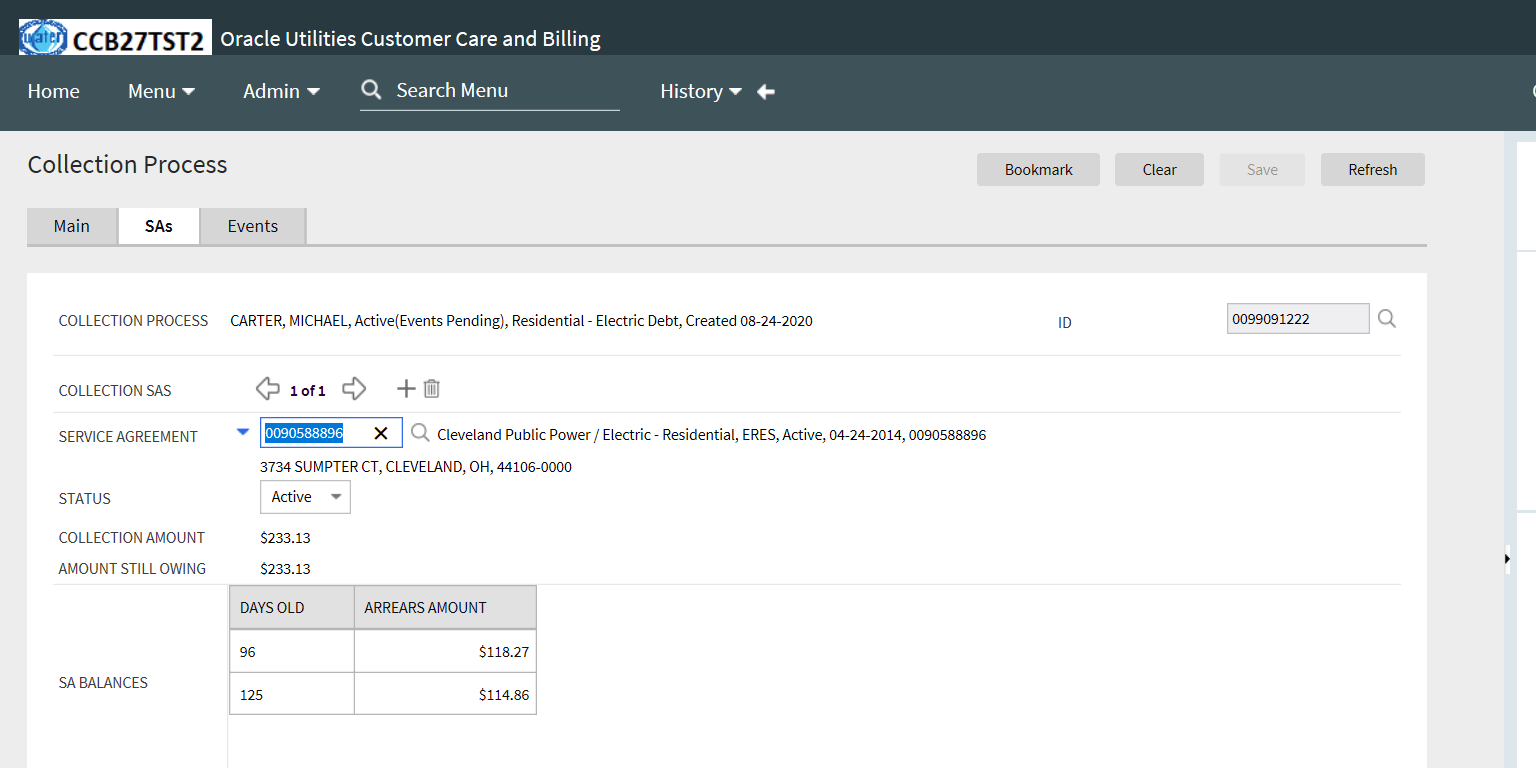 water CCB27TST2 Oracle Utilities Customer Care and Billing
Home Menu Admin Search Menu History
Collection Process
Bookmark Clear Save Refresh
Main SAs Events
COLLECTION PROCESS CARTER, MICHAEL, Active(Events Pending), Residential - Electric Debt, Created 08-24-2020 ID 0099091222
COLLECTION SAS 1 of 1
SERVICE AGREEMENT 0090588896 Cleveland Public Power / Electric - Residential, ERES, Active, 04-24-2014, 0090588896
3734 SUMPTER CT, CLEVELAND, OH, 44106-0000
STATUS Active
COLLECTION AMOUNT $233.13
AMOUNT STILL OWING $233.13
DAYS OLD ARREARS AMOUNT
96 $118.27
SA BALANCES
125 $114.86